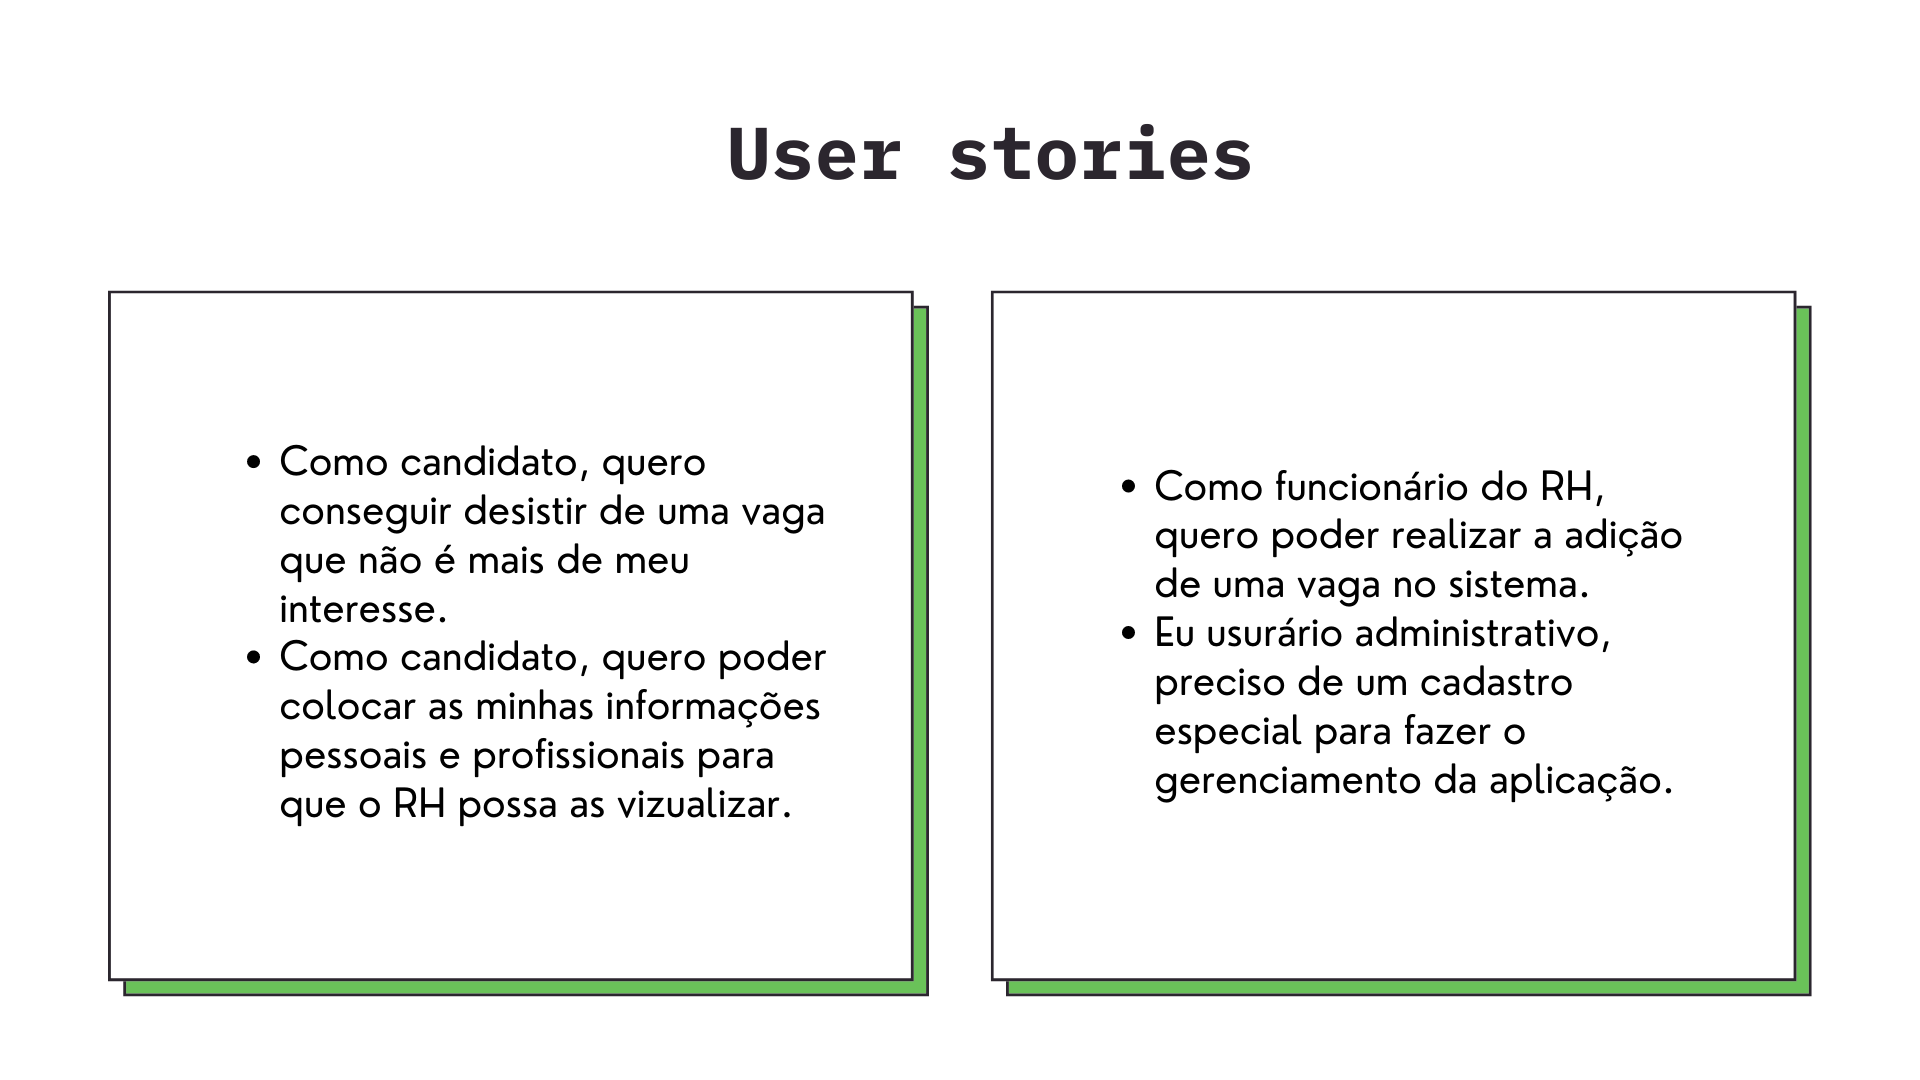 User stories
• Como candidato, quero
conseguir desistir de uma vaga
que não é mais de meu
interesse.
• Como candidato, quero poder
colocar as minhas informações
pessoais e profissionais para
que o RH possa as vizualizar.
• Como funcionário do RH,
quero poder realizar a adição
de uma vaga no sistema.
• Eu usurário administrativo,
preciso de um cadastro
especial para fazer o
gerenciamento da aplicação.